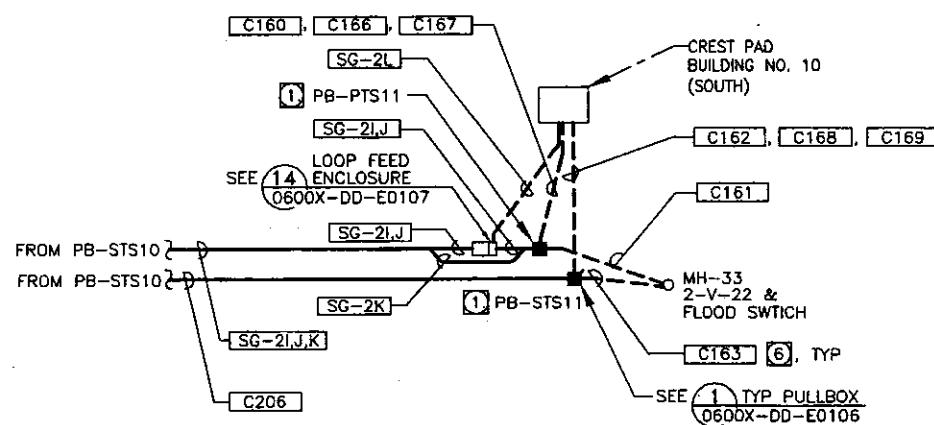 C160, C166, C167
SG-2L
1 PB-PTS11
SG-2I,J
LOOP FEED
ENCLOSURE
SEE 14
0600X-DD-E0107
CREST PAD
BUILDING NO. 10
(SOUTH)
C162, C168, C169
C161
FROM PB-STS10
SG-2I,J
FROM PB-STS10
SG-2K
1 PB-STS11
MH-33
2-V-22 &
FLOOD SWTICH
SG-2I,J,K
C163 6, TYP
C206
SEE 1 TYP PULLBOX
0600X-DD-E0106